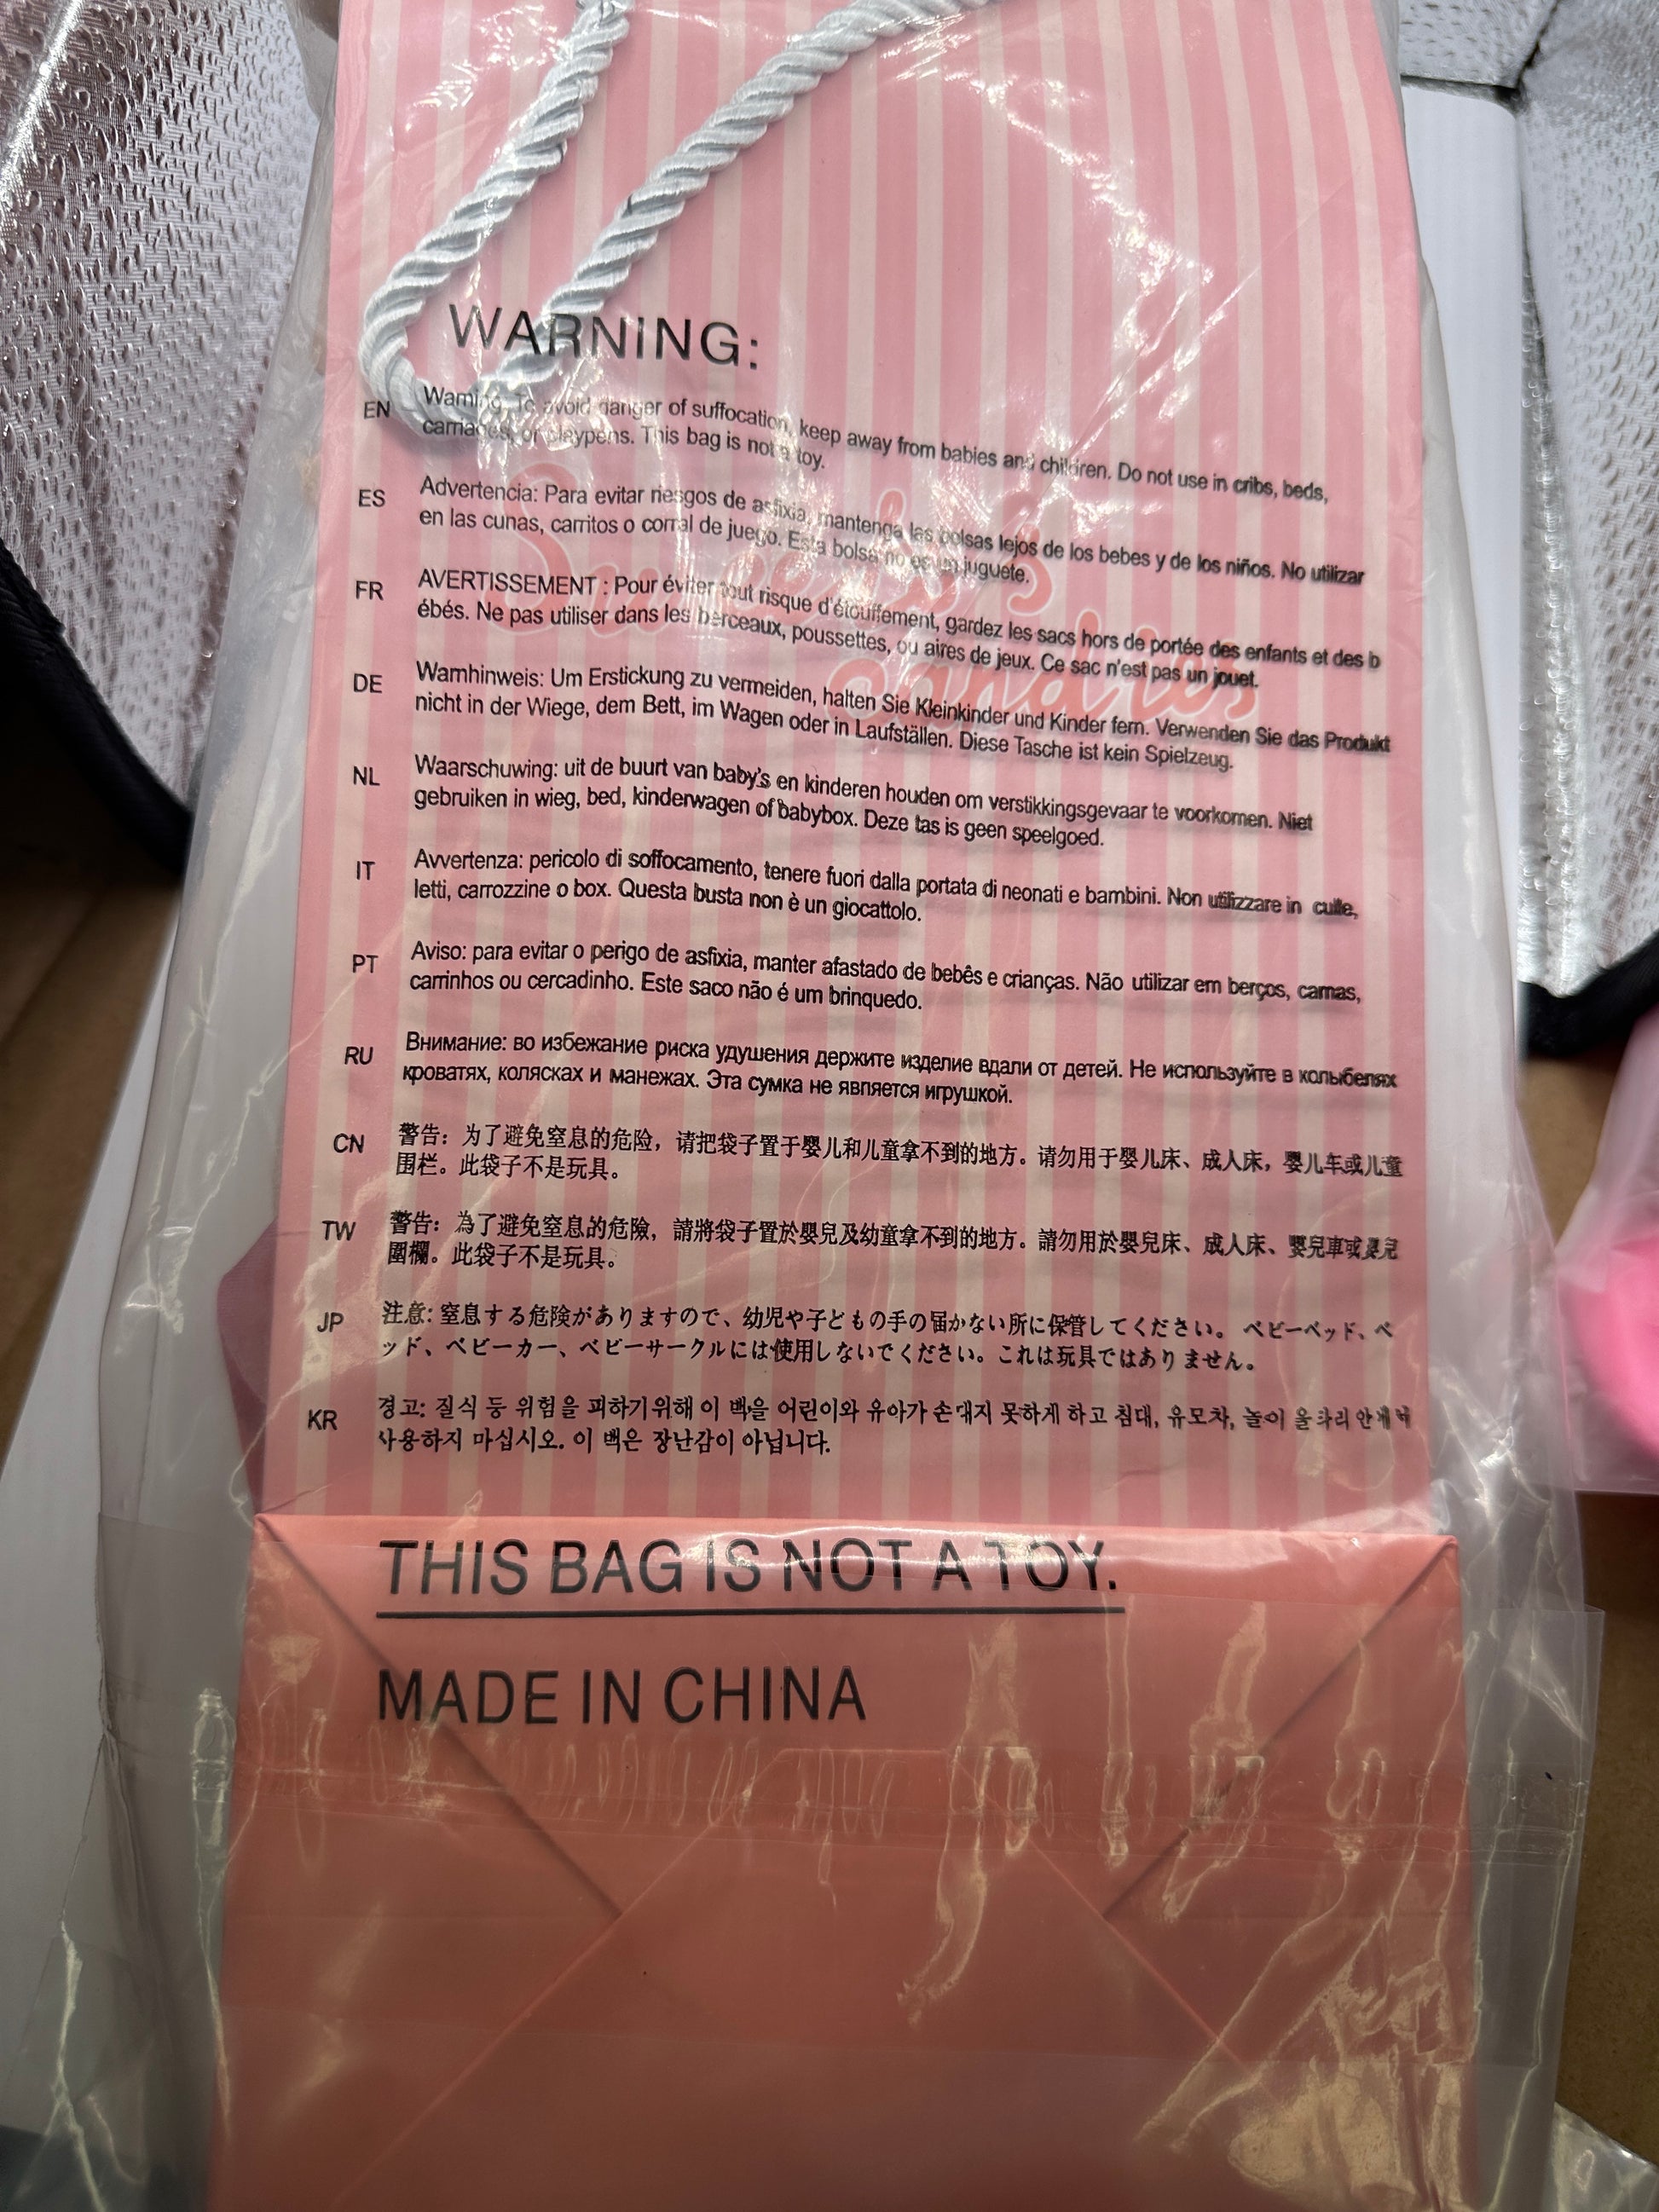 WARNING:
EN Warning: To avoid danger of suffocation, keep away from babies and children. Do not use in cribs, beds,
carriages, or playpens. This bag is not a toy.
ES Advertencia: Para evitar riesgos de asfixia, mantenga las bolsas lejos de los bebes y de los niños. No utilizar
en las cunas, carritos o corral de juego. Esta bolsa no es un juguete.
FR AVERTISSEMENT : Pour éviter tout risque d'étouffement, gardez les sacs hors de portée des enfants et des b
ébés. Ne pas utiliser dans les berceaux, poussettes, ou aires de jeux. Ce sac n'est pas un jouet.
DE Warnhinweis: Um Erstickung zu vermeiden, halten Sie Kleinkinder und Kinder fern. Verwenden Sie das Produkt
nicht in der Wiege, dem Bett, im Wagen oder in Laufställen. Diese Tasche ist kein Spielzeug.
NL Waarschuwing: uit de buurt van baby's en kinderen houden om verstikkingsgevaar te voorkomen. Niet
gebruiken in wieg, bed, kinderwagen of babybox. Deze tas is geen speelgoed.
IT Avvertenza: pericolo di soffocamento, tenere fuori dalla portata di neonati e bambini. Non utilizzare in culle,
letti, carrozzine o box. Questa busta non è un giocattolo.
PT Aviso: para evitar o perigo de asfixia, manter afastado de bebês e crianças. Não utilizar em berços, camas,
carrinhos ou cercadinho. Este saco não é um brinquedo.
RU Внимание: во избежание риска удушения держите изделие вдали от детей. Не используйте в колыбелях
кроватях, колясках и манежах. Эта сумка не является игрушкой.
CN 警告：为了避免窒息的危险，请把袋子置于婴儿和儿童拿不到的地方。请勿用于婴儿床、成人床，婴儿车或儿童
围栏。此袋子不是玩具。
TW 警告：為了避免窒息的危險，請將袋子置於嬰兒及幼童拿不到的地方。請勿用於嬰兒床、成人床、嬰兒車或嬰兒
圍欄。此袋子不是玩具。
JP 注意: 窒息する危険がありますので、幼児や子どもの手の届かない所に保管してください。 ベビーベッド、ベ
ッド、ベビーカー、ベビーサークルには使用しないでください。これは玩具ではありません。
KR 경고: 질식 등 위험을 피하기위해 이 백을 어린이와 유아가 손대지 못하게 하고 침대, 유모차, 놀이
사용하지 마십시오. 이 백은 장난감이 아닙니다.
THIS BAG IS NOT A TOY.
MADE IN CHINA